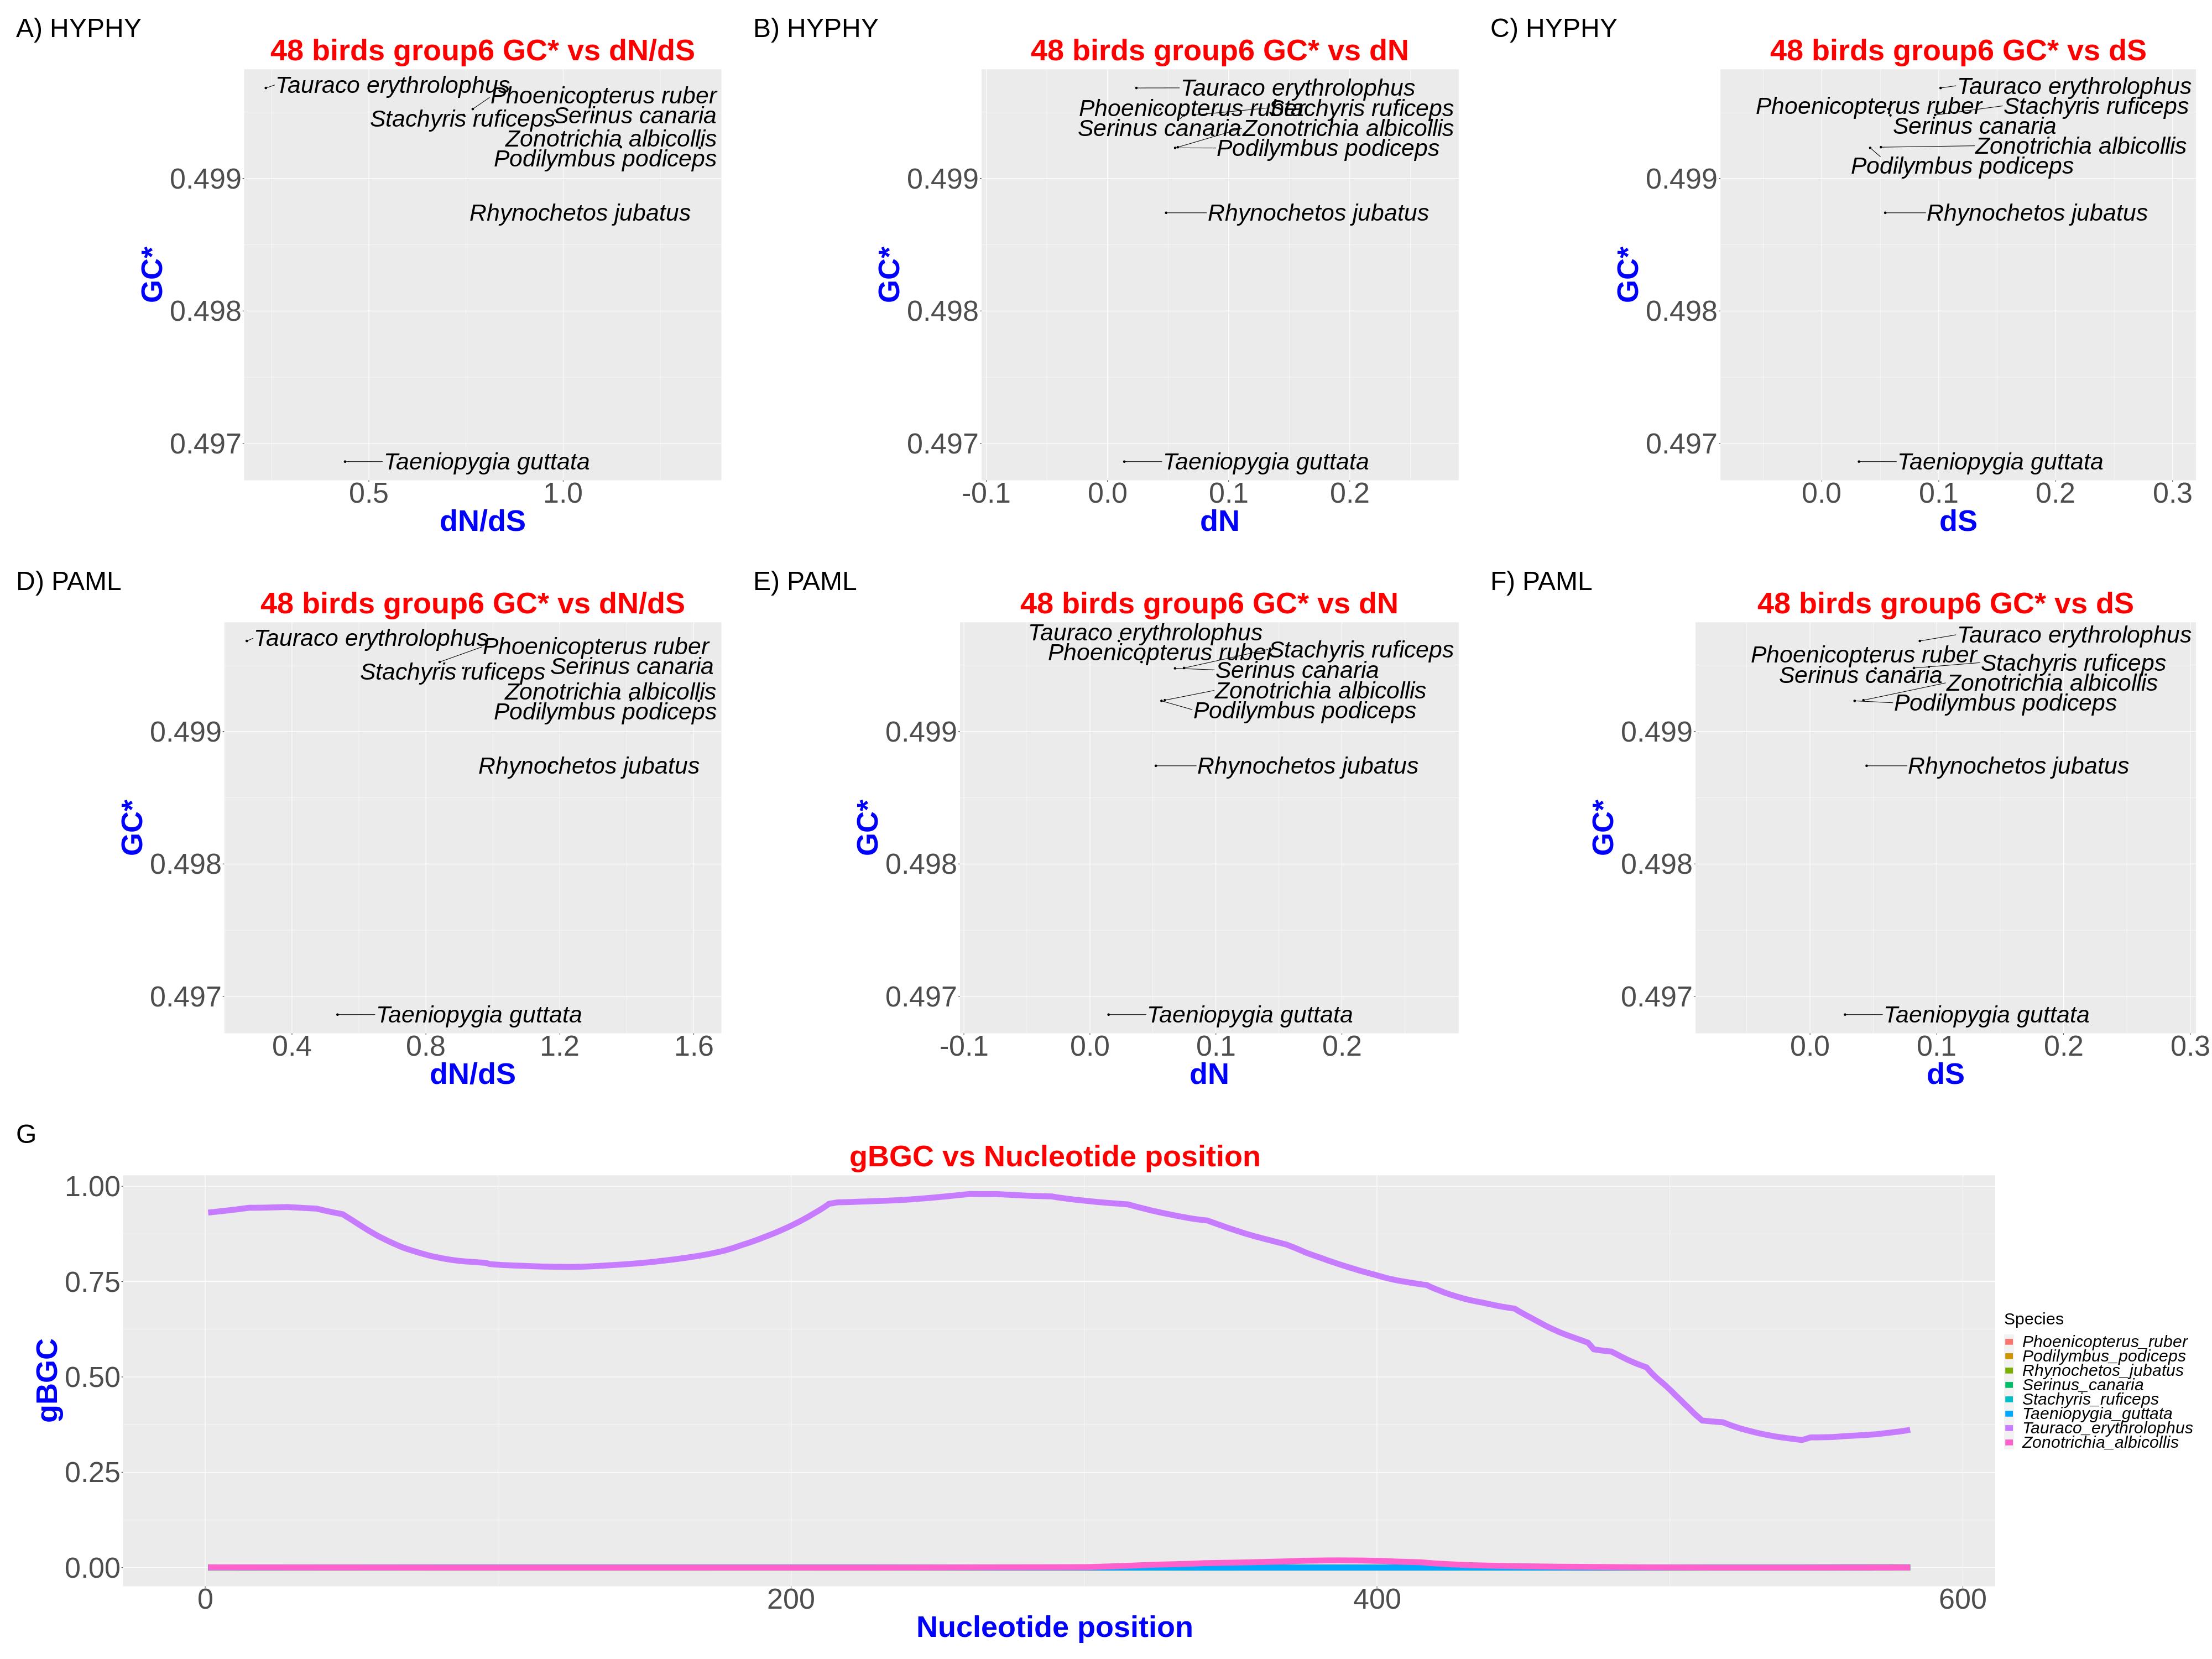 A) HYPHY
48 birds group6 GC* vs dN/dS
Tauraco erythrolophus
Phoenicopterus ruber
Stachyris ruficeps
Serinus canaria
Zonotrichia albicollis
Podilymbus podiceps
0.499
Rhynochetos jubatus
GC*
0.498
0.497
Taeniopygia guttata
0.5
1.0
dN/dS
B) HYPHY
48 birds group6 GC* vs dN
Tauraco erythrolophus
Phoenicopterus ruber
Stachyris ruficeps
Serinus canaria
Zonotrichia albicollis
Podilymbus podiceps
0.499
Rhynochetos jubatus
GC*
0.498
0.497
Taeniopygia guttata
-0.1
0.0
0.1
0.2
dN
C) HYPHY
48 birds group6 GC* vs dS
Tauraco erythrolophus
Phoenicopterus ruber
Stachyris ruficeps
Serinus canaria
Zonotrichia albicollis
Podilymbus podiceps
0.499
Rhynochetos jubatus
GC*
0.498
0.497
Taeniopygia guttata
0.0
0.1
0.2
0.3
dS
D) PAML
48 birds group6 GC* vs dN/dS
Tauraco erythrolophus
Phoenicopterus ruber
Stachyris ruficeps
Serinus canaria
Zonotrichia albicollis
Podilymbus podiceps
0.499
Rhynochetos jubatus
GC*
0.498
0.497
Taeniopygia guttata
0.4
0.8
1.2
1.6
dN/dS
E) PAML
48 birds group6 GC* vs dN
Tauraco erythrolophus
Phoenicopterus ruber
Stachyris ruficeps
Serinus canaria
Zonotrichia albicollis
Podilymbus podiceps
0.499
Rhynochetos jubatus
GC*
0.498
0.497
Taeniopygia guttata
-0.1
0.0
0.1
0.2
dN
F) PAML
48 birds group6 GC* vs dS
Tauraco erythrolophus
Phoenicopterus ruber
Stachyris ruficeps
Serinus canaria
Zonotrichia albicollis
Podilymbus podiceps
0.499
Rhynochetos jubatus
GC*
0.498
0.497
Taeniopygia guttata
0.0
0.1
0.2
0.3
dS
G
gBGC vs Nucleotide position
1.00
0.75
0.50
0.25
0.00
gBGC
0
200
400
600
Nucleotide position
Species
Phoenicopterus_ruber
Podilymbus_podiceps
Rhynochetos_jubatus
Serinus_canaria
Stachyris_ruficeps
Taeniopygia_guttata
Tauraco_erythrolophus
Zonotrichia_albicollis